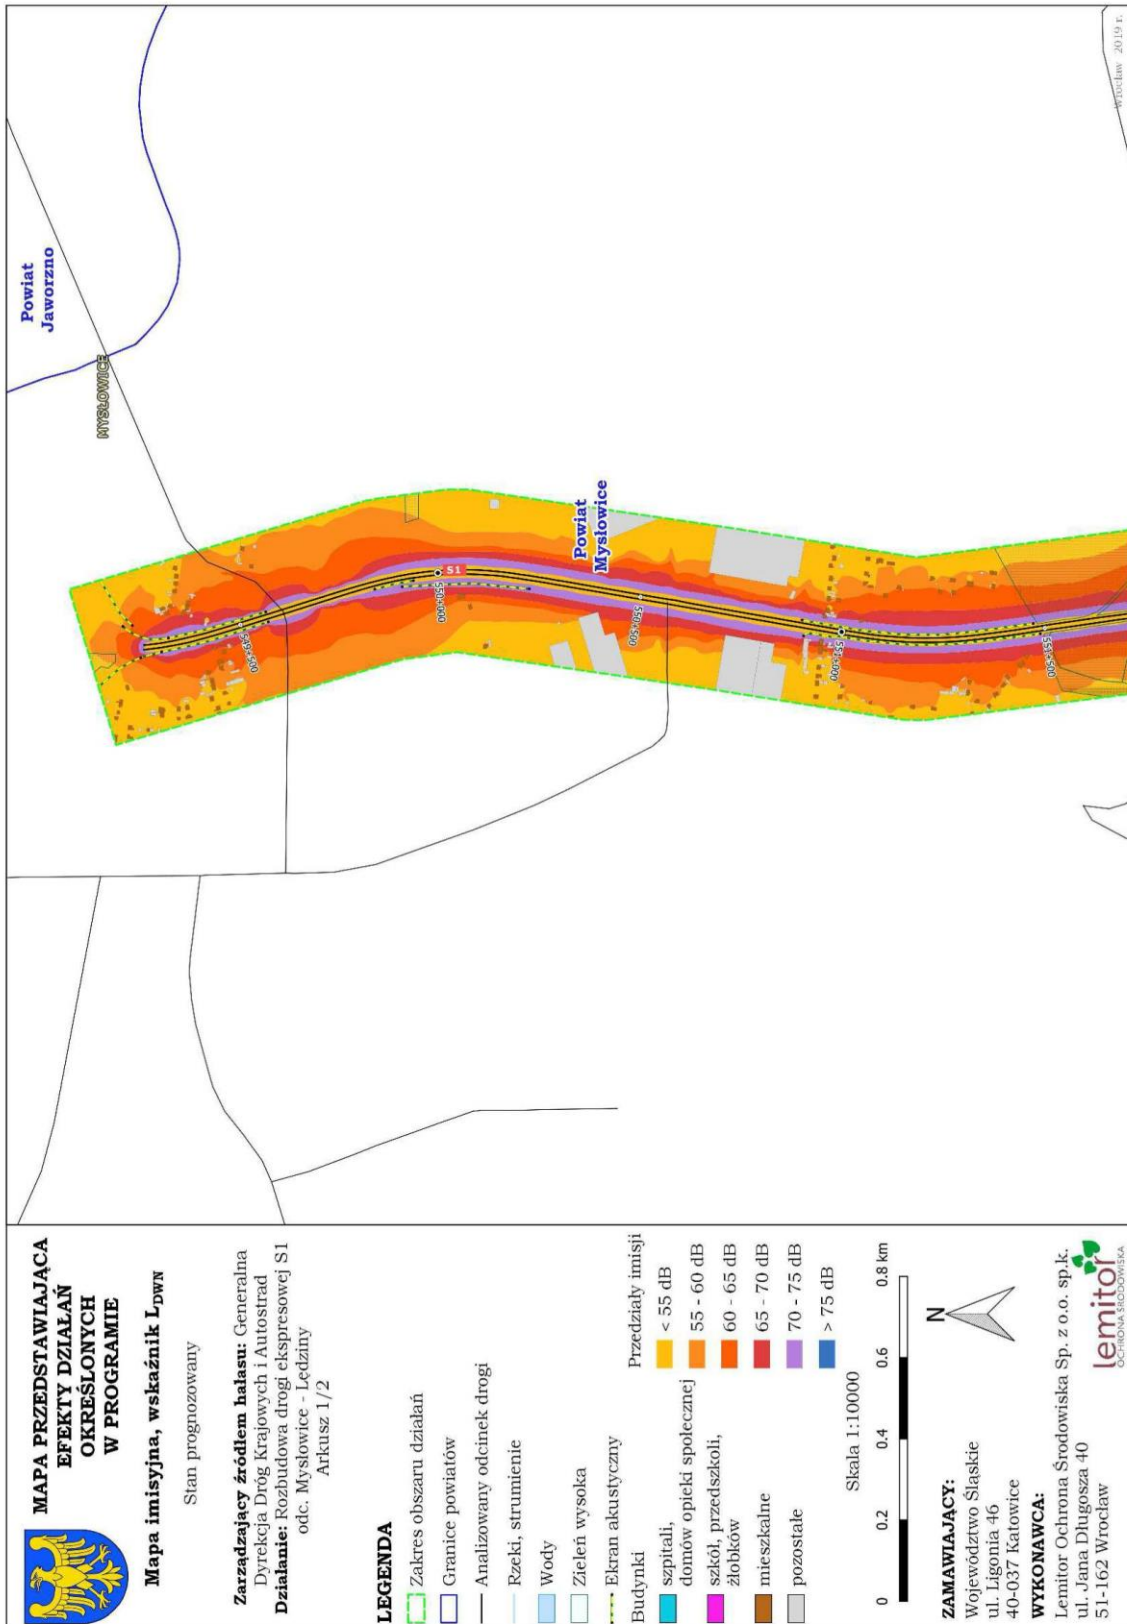 MAPA PRZEDSTAWIAJĄCA
EFEKTY DZIAŁAŃ
OKREŚLONYCH
W PROGRAMIE
Mapa imisyjna, wskaźnik LDWN
Stan prognozowany
Zarządzający źródłem hałasu: Generalna
Dyrekcja Dróg Krajowych i Autostrad
Działanie: Rozbudowa drogi ekspresowej S1
odc. Mysłowice - Lędziny
Arkusz 1/2
LEGENDA
Zakres obszaru działań
Granice powiatów
Analizowany odcinek drogi
Rzeki, strumienie
Wody
Zieleń wysoka
Ekran akustyczny
Budynki
szpitali,
domów opieki społecznej
szkół, przedszkoli,
żłobków
mieszkalne
pozostałe
Przedziały imisji
< 55 dB
55 - 60 dB
60 - 65 dB
65 - 70 dB
70 - 75 dB
> 75 dB
Skala 1:10000
0 0.2 0.4 0.6 0.8 km
N
ZAMAWIAJĄCY:
Województwo Śląskie
ul. Ligonia 46
40-037 Katowice
WYKONAWCA:
Lemitor Ochrona Środowiska Sp. z o.o. sp.k.
ul. Jana Długosza 40
51-162 Wrocław
lemitor
OCHRONA ŚRODOWISKA
Powiat
Jaworzno
MYSŁOWICE
549+500
550+000
S1
Powiat
Mysłowice
550+500
551+000
551+500
Wrocław 2019 r.